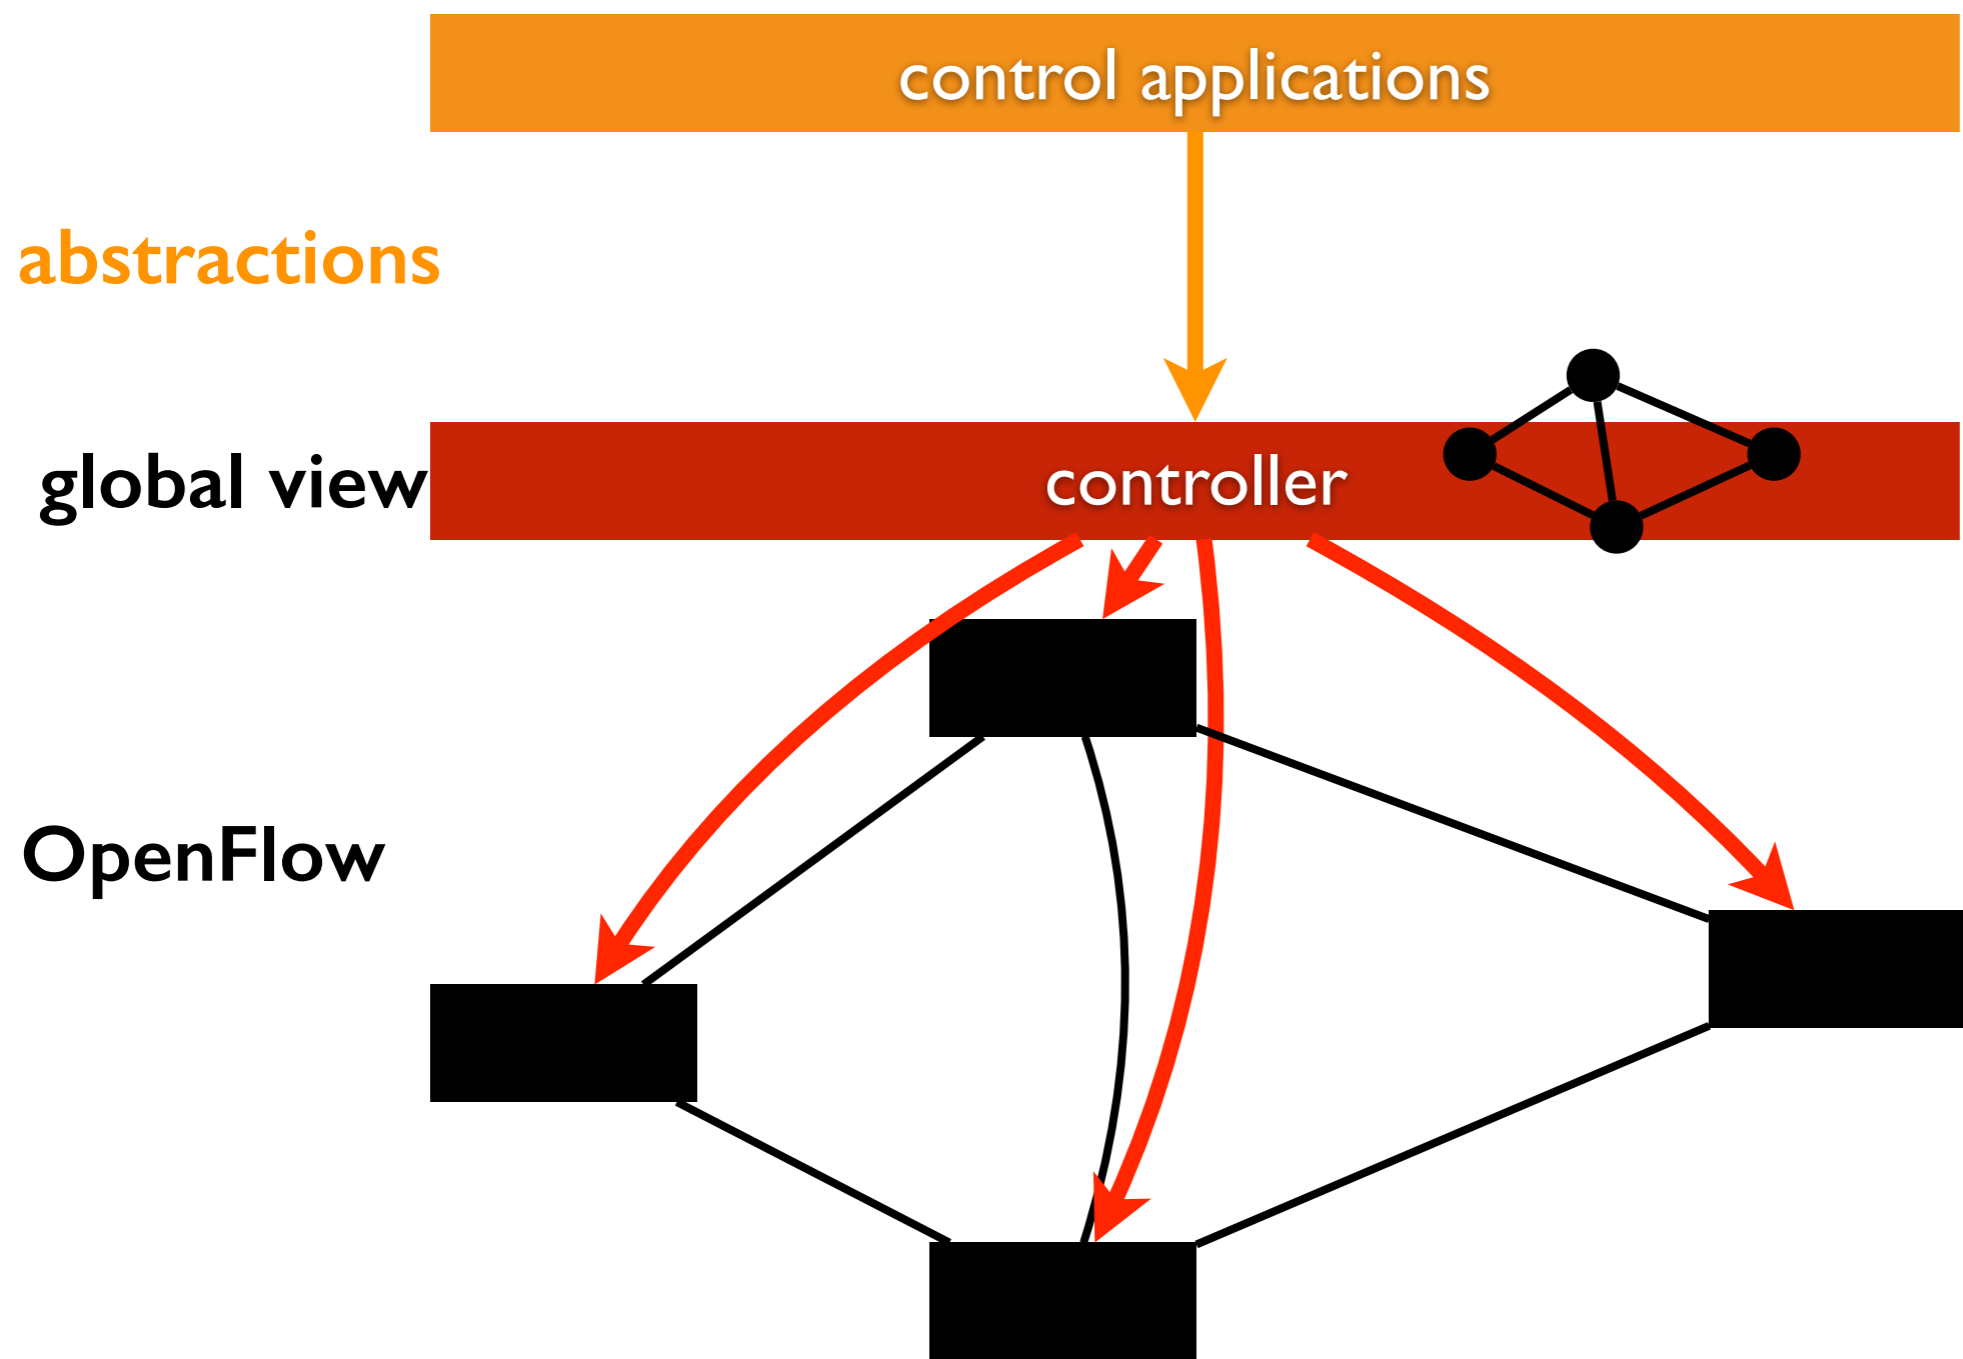 control applications
abstractions
global view
controller
OpenFlow